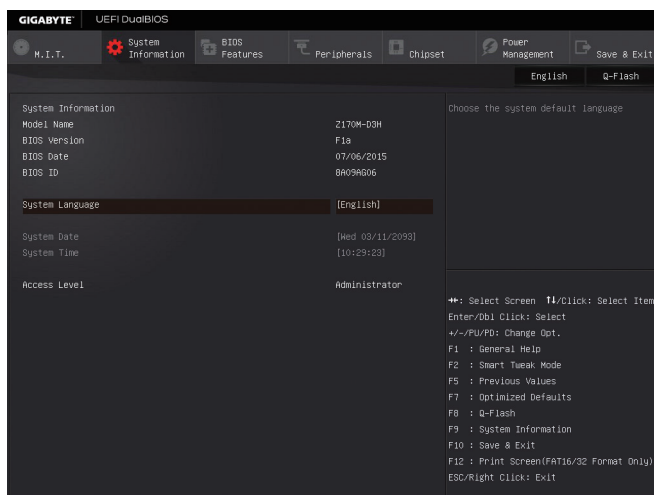 GIGABYTE™ UEFI DualBIOS
M.I.T. System Information BIOS Features Peripherals Chipset Power Management Save & Exit
English Q-Flash
System Information
Model Name Z170M-D3H
BIOS Version F1a
BIOS Date 07/06/2015
BIOS ID 8A09AG06
System Language [English]
System Date [Wed 03/11/2093]
System Time [10:29:23]
Access Level Administrator
Choose the system default language
→←: Select Screen ↑↓/Click: Select Item
Enter/Dbl Click: Select
+/-/PU/PD: Change Opt.
F1 : General Help
F2 : Smart Tweak Mode
F5 : Previous Values
F7 : Optimized Defaults
F8 : Q-Flash
F9 : System Information
F10 : Save & Exit
F12 : Print Screen(FAT16/32 Format Only)
ESC/Right Click: Exit